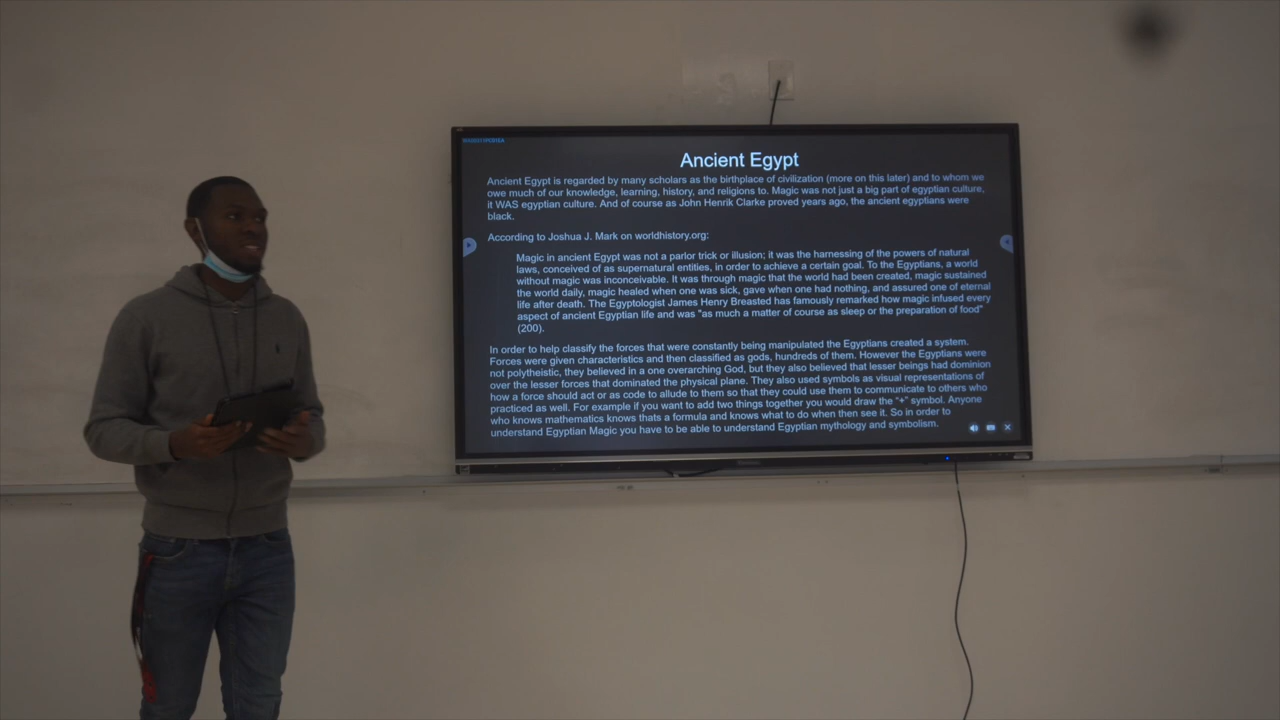 Ancient Egypt
Ancient Egypt is regarded by many scholars as the birthplace of civilization (more on this later) and to whom we
owe much of our knowledge, learning, history, and religions to. Magic was not just a big part of egyptian culture,
it WAS egyptian culture. And of course as John Henrik Clarke proved years ago, the ancient egyptians were
black.
According to Joshua J. Mark on worldhistory.org:
Magic in ancient Egypt was not a parlor trick or illusion; it was the harnessing of the powers of natural
laws, conceived of as supernatural entities, in order to achieve a certain goal. To the Egyptians, a world
without magic was inconceivable. It was through magic that the world had been created, magic sustained
the world daily, magic healed when one was sick, gave when one had nothing, and assured one of eternal
life after death. The Egyptologist James Henry Breasted has famously remarked how magic infused every
aspect of ancient Egyptian life and was "as much a matter of course as sleep or the preparation of food"
(200).
In order to help classify the forces that were constantly being manipulated the Egyptians created a system.
Forces were given characteristics and then classified as gods, hundreds of them. However the Egyptians were
not polytheistic, they believed in a one overarching God, but they also believed that lesser beings had dominion
over the lesser forces that dominated the physical plane. They also used symbols as visual representations of
how a force should act or as code to allude to them so that they could use them to communicate to others who
practiced as well. For example if you want to add two things together you would draw the "+" symbol. Anyone
who knows mathematics knows thats a formula and knows what to do when then see it. So in order to
understand Egyptian Magic you have to be able to understand Egyptian mythology and symbolism.